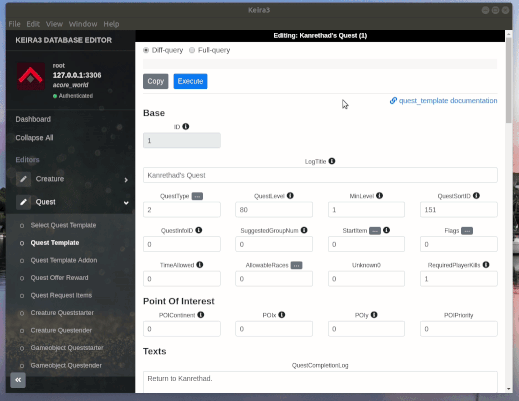 Keira3
File Edit View Window Help
KEIRA3 DATABASE EDITOR
root
127.0.0.1:3306
acore_world
Authenticated
Dashboard
Collapse All
Editors
Creature
Quest
Select Quest Template
Quest Template
Quest Template Addon
Quest Offer Reward
Quest Request Items
Creature Queststarter
Creature Questender
Gameobject Queststarter
Gameobject Questender
Editing: Kanrethad's Quest (1)
Diff-query Full-query
Copy Execute
quest_template documentation
Base
ID
1
LogTitle
Kanrethad's Quest
QuestType ... QuestLevel MinLevel QuestSortID
2 80 1 151
QuestInfoID SuggestedGroupNum StartItem ... Flags ...
0 0 0 0
TimeAllowed AllowableRaces ... Unknown0 RequiredPlayerKills
0 0 0 1
Point Of Interest
POIContinent POIx POIy POIPriority
0 0 0 0
Texts
QuestCompletionLog
Return to Kanrethad.